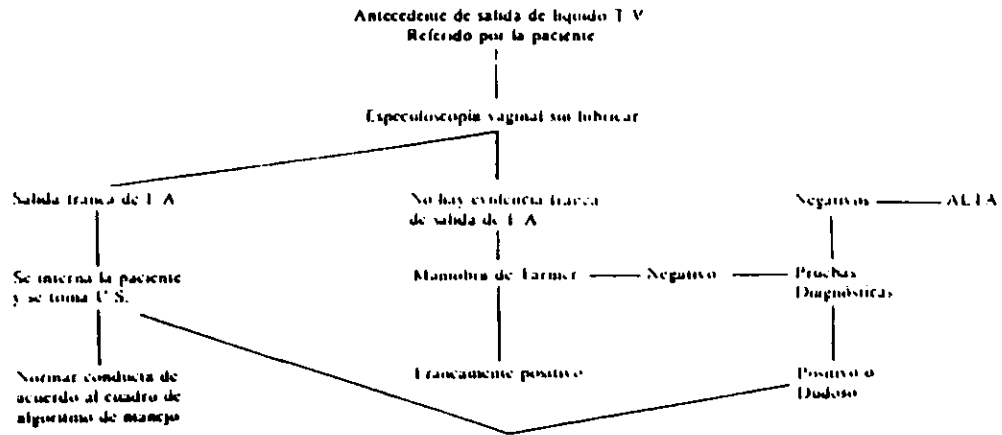 Antecedente de salida de líquido T V
Referido por la paciente
Especuloscopía vaginal sin lubricar
Salida franca de L A
No hay evidencia franca
de salida de L A
Negativos
ALTA
Se interna la paciente
y se toma U.S.
Maniobra de Tarnier
Negativo
Pruebas
Diagnósticas
Normar conducta de
acuerdo al cuadro de
algoritmo de manejo
Francamente positivo
Positivo o
Dudoso